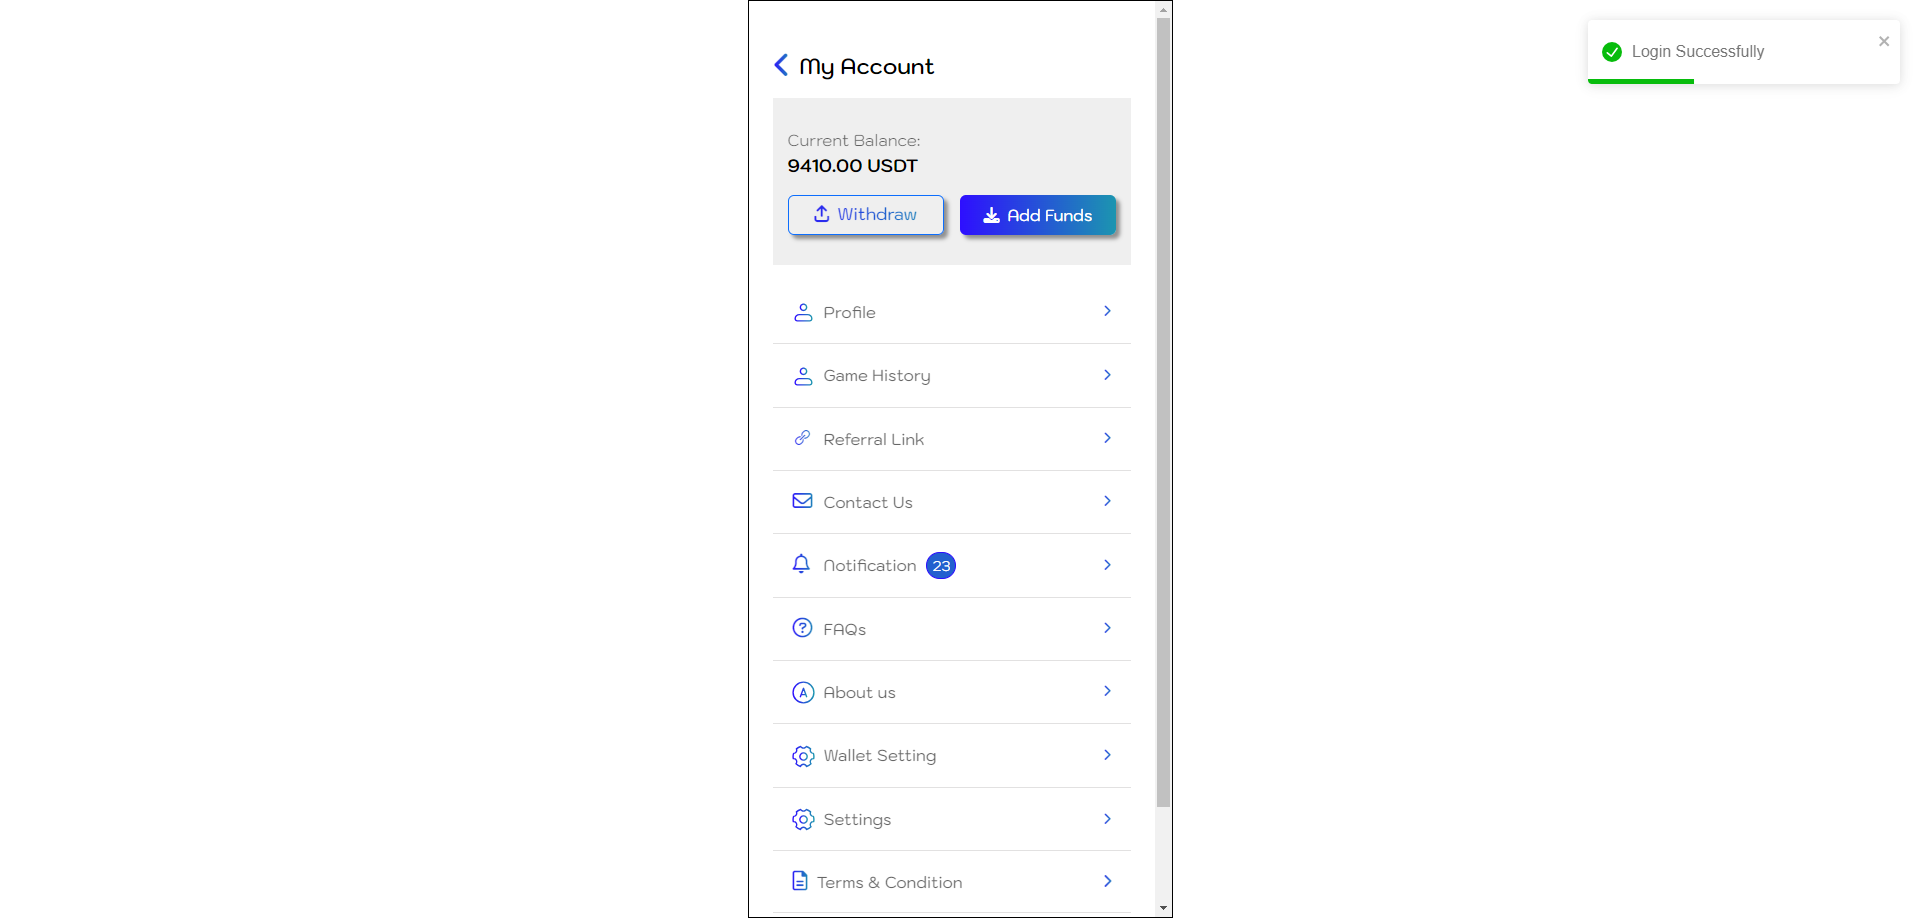 My Account
Login Successfully
Current Balance:
9410.00 USDT
Withdraw
Add Funds
Profile
Game History
Referral Link
Contact Us
Notification 23
FAQs
About us
Wallet Setting
Settings
Terms & Condition